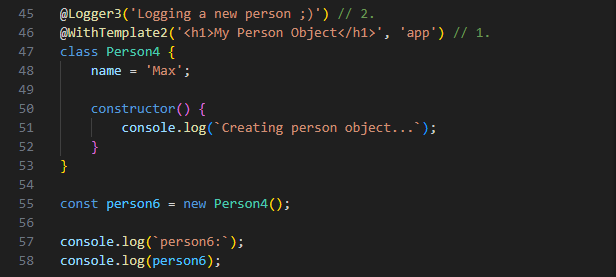 45 @Logger3('Logging a new person ;)') // 2.
46 @WithTemplate2('<h1>My Person Object</h1>', 'app') // 1.
47 class Person4 {
48     name = 'Max';
49
50     constructor() {
51         console.log(`Creating person object...`);
52     }
53 }
54
55 const person6 = new Person4();
56
57 console.log(`person6:`);
58 console.log(person6);